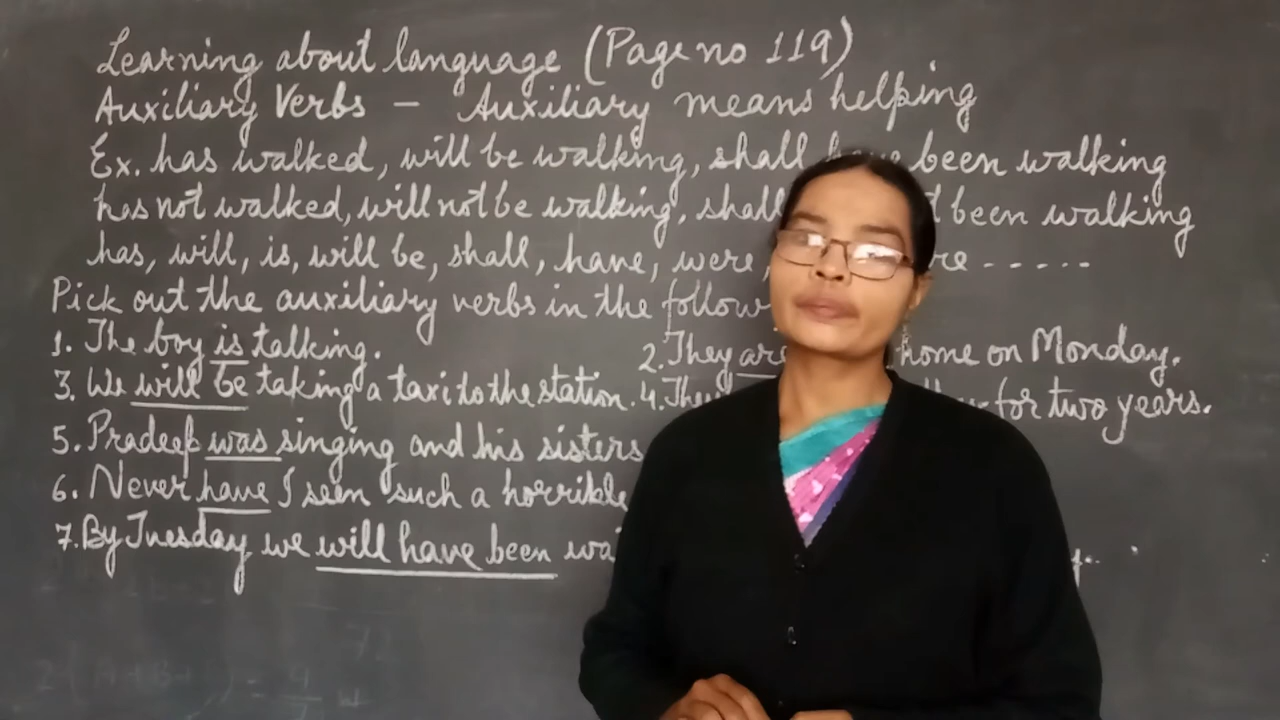 Learning about language (Page no 119)
Auxiliary Verbs – Auxiliary means helping
Ex. has walked, will be walking, shall have been walking
has not walked, will not be walking, shall been walking
has, will, is, will be, shall, have, were, - - - - -
Pick out the auxiliary verbs in the
1. The boy is talking. 2. They are home on Monday.
3. We will be taking a taxi to the station. 4. for two years.
5. Pradeep was singing and his sisters
6. Never have I seen such a horrible
7. By Tuesday we will have been